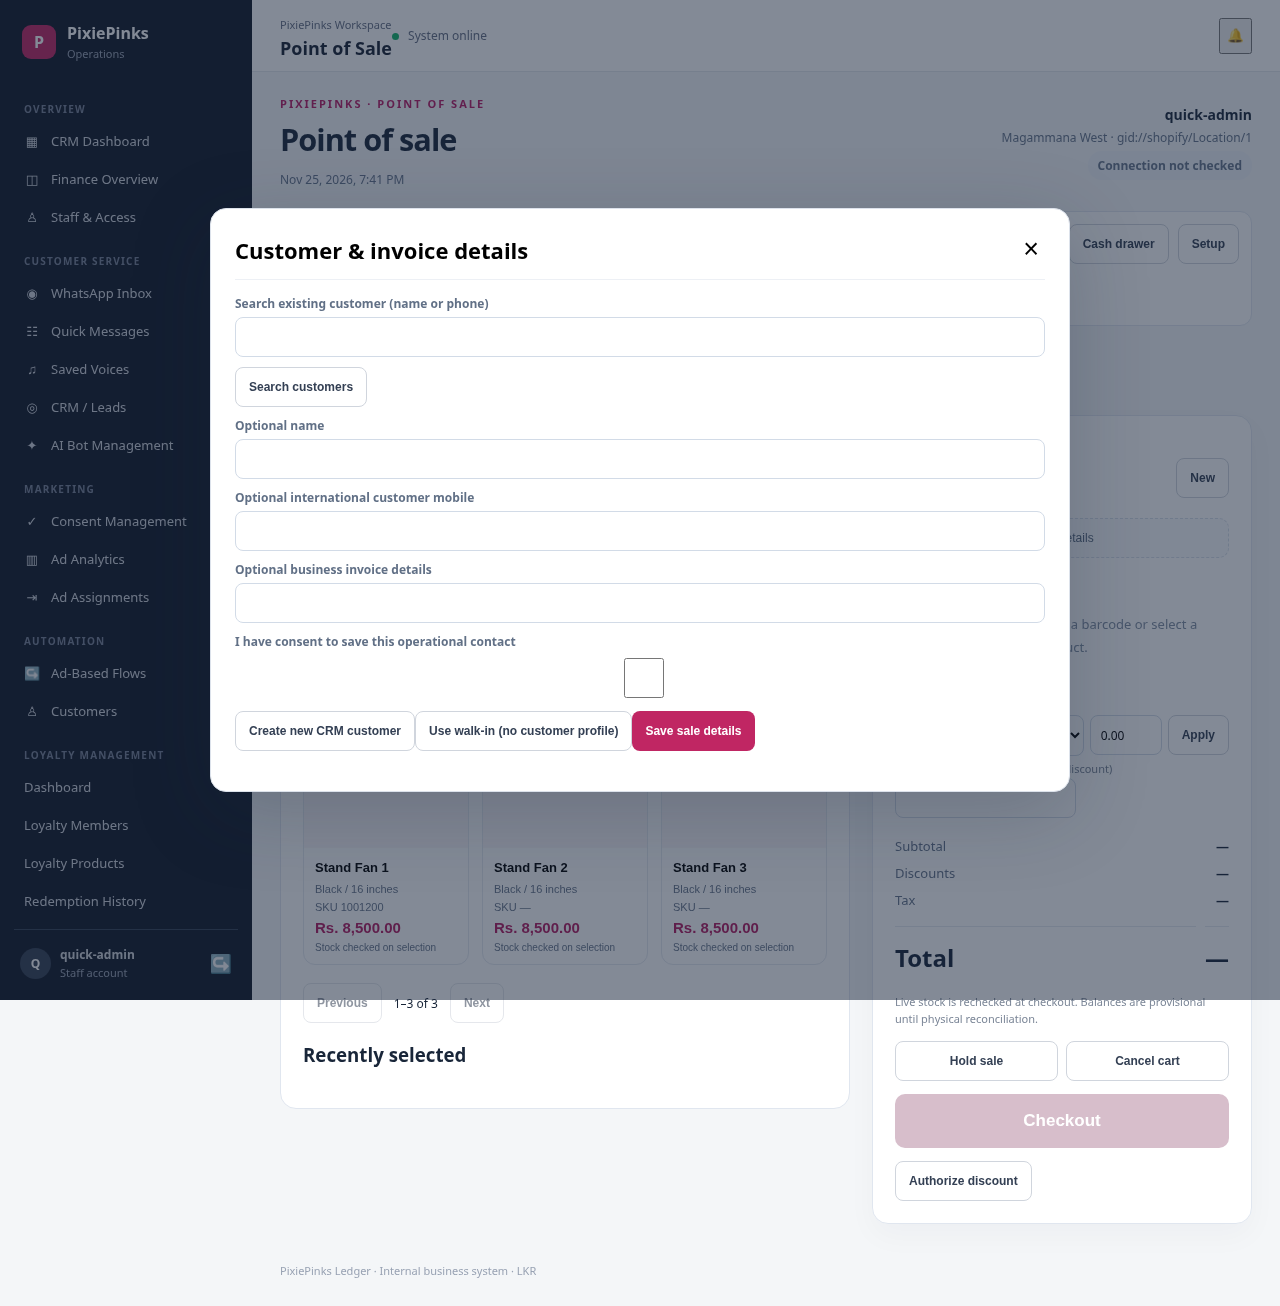 P
PixiePinks
Operations
OVERVIEW
CRM Dashboard
Finance Overview
Staff & Access
CUSTOMER SERVICE
WhatsApp Inbox
Quick Messages
Saved Voices
CRM / Leads
AI Bot Management
MARKETING
Consent Management
Ad Analytics
Ad Assignments
AUTOMATION
Ad-Based Flows
Customers
LOYALTY MANAGEMENT
Dashboard
Loyalty Members
Loyalty Products
Redemption History
Q
quick-admin
Staff account
PixiePinks Workspace
Point of Sale
System online
PIXIEPINKS · POINT OF SALE
Point of sale
Nov 25, 2026, 7:41 PM
quick-admin
Magammana West · gid://shopify/Location/1
Connection not checked
Cash drawer
Setup
Customer & invoice details
Search existing customer (name or phone)
Search customers
Optional name
Optional international customer mobile
Optional business invoice details
I have consent to save this operational contact
Create new CRM customer
Use walk-in (no customer profile)
Save sale details
New
a barcode or select a
0.00
Apply
Subtotal —
Discounts —
Tax —
Total —
Live stock is rechecked at checkout. Balances are provisional
until physical reconciliation.
Hold sale
Cancel cart
Checkout
Authorize discount
Stand Fan 1
Black / 16 inches
SKU 1001200
Rs. 8,500.00
Stock checked on selection
Stand Fan 2
Black / 16 inches
SKU —
Rs. 8,500.00
Stock checked on selection
Stand Fan 3
Black / 16 inches
SKU —
Rs. 8,500.00
Stock checked on selection
Previous
1–3 of 3
Next
Recently selected
PixiePinks Ledger · Internal business system · LKR